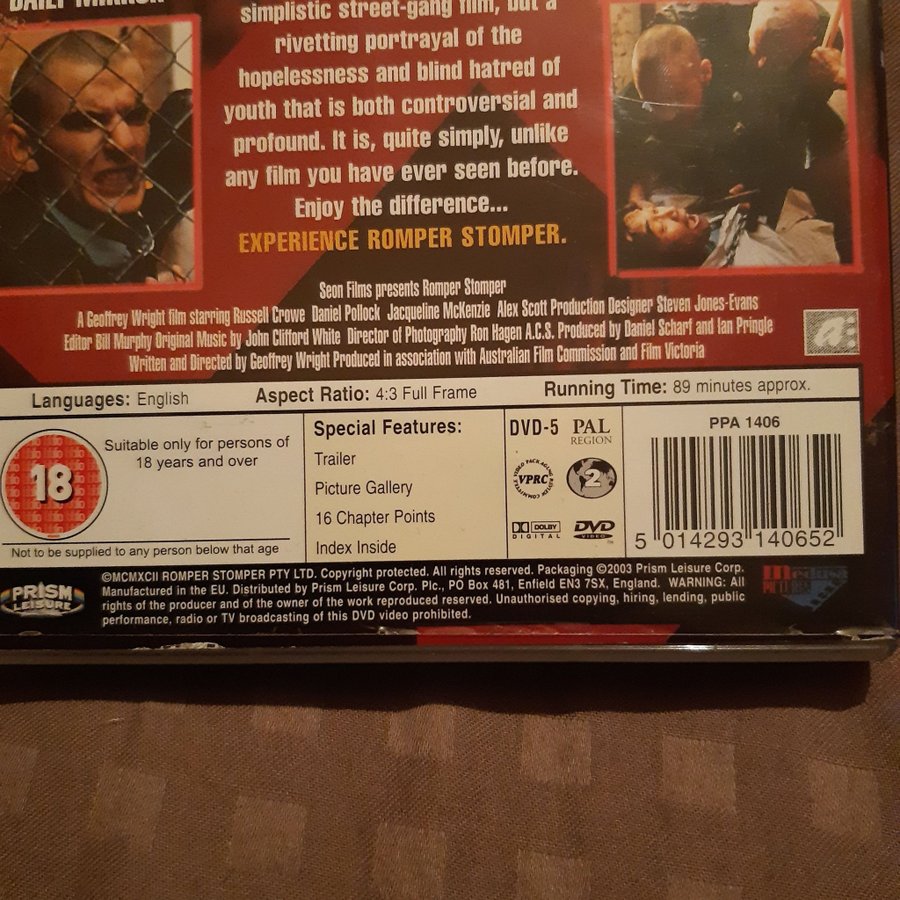 DAILY MIRROR
simplistic street-gang film, but a
rivetting portrayal of the
hopelessness and blind hatred of
youth that is both controversial and
profound. It is, quite simply, unlike
any film you have ever seen before.
Enjoy the difference...
EXPERIENCE ROMPER STOMPER.
Seon Films presents Romper Stomper
A Geoffrey Wright film starring Russell Crowe Daniel Pollock Jacqueline McKenzie Alex Scott Production Designer Steven Jones-Evans
Editor Bill Murphy Original Music by John Clifford White Director of Photography Ron Hagen A.C.S. Produced by Daniel Scharf and Ian Pringle
Written and Directed by Geoffrey Wright Produced in association with Australian Film Commission and Film Victoria
Languages: English
Aspect Ratio: 4:3 Full Frame
Running Time: 89 minutes approx.
18
Suitable only for persons of
18 years and over
Not to be supplied to any person below that age
Special Features:
Trailer
Picture Gallery
16 Chapter Points
Index Inside
DVD-5 PAL
REGION
VIDEO PACKAGING REVIEW COMMITTEE
VPRC
2
DOLBY
DIGITAL
DVD
VIDEO
PPA 1406
5 014293 140652
PRISM
LEISURE
©MCMXCII ROMPER STOMPER PTY LTD. Copyright protected. All rights reserved. Packaging ©2003 Prism Leisure Corp.
Manufactured in the EU. Distributed by Prism Leisure Corp. Plc., PO Box 481, Enfield EN3 7SX, England. WARNING: All
rights of the producer and of the owner of the work reproduced reserved. Unauthorised copying, hiring, lending, public
performance, radio or TV broadcasting of this DVD video prohibited.
medusa
PICTURES